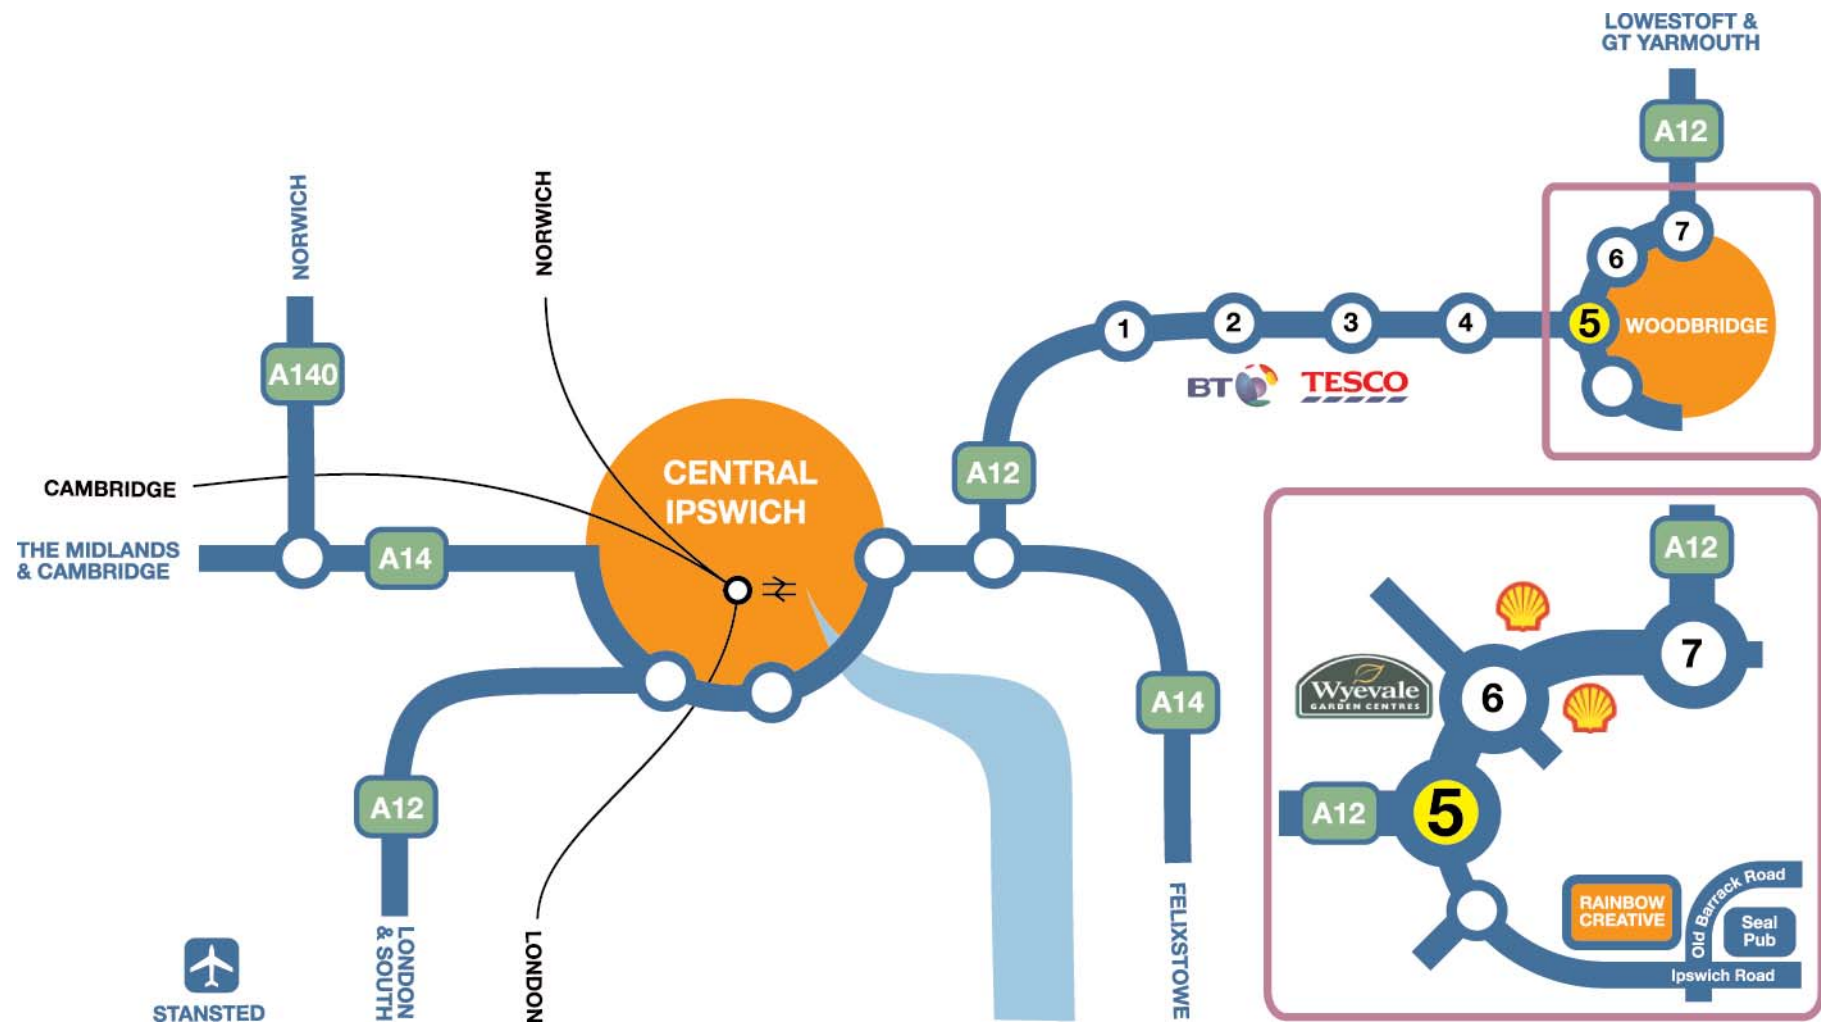 LOWESTOFT &
GT YARMOUTH
A12
7
6
5
WOODBRIDGE
1
2
3
4
BT
TESCO
NORWICH
A140
NORWICH
CAMBRIDGE
THE MIDLANDS
& CAMBRIDGE
A14
CENTRAL
IPSWICH
A12
A14
FELIXSTOWE
A12
LONDON
& SOUTH
LONDON
STANSTED
A12
7
6
Wyevale
GARDEN CENTRES
A12
5
RAINBOW
CREATIVE
Old Barrack Road
Seal
Pub
Ipswich Road